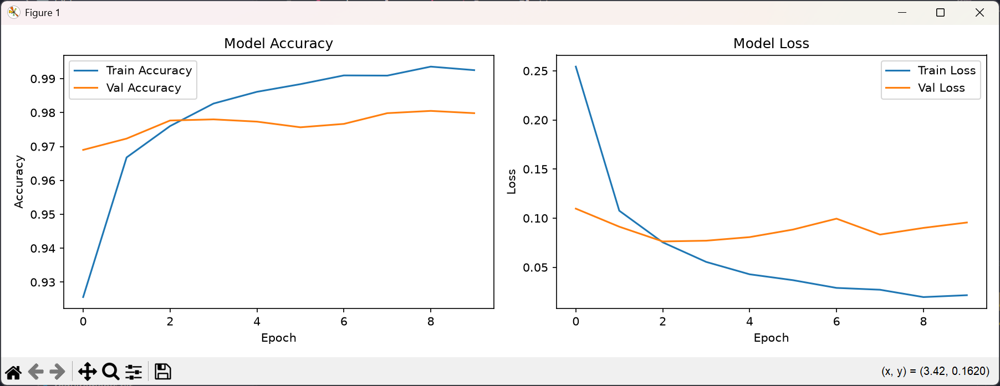 Figure 1
Model Accuracy
Train Accuracy
Val Accuracy
0.99
0.98
0.97
0.96
0.95
0.94
0.93
Accuracy
0 2 4 6 8
Epoch
Model Loss
Train Loss
Val Loss
0.25
0.20
0.15
0.10
0.05
Loss
0 2 4 6 8
Epoch
(x, y) = (3.42, 0.1620)